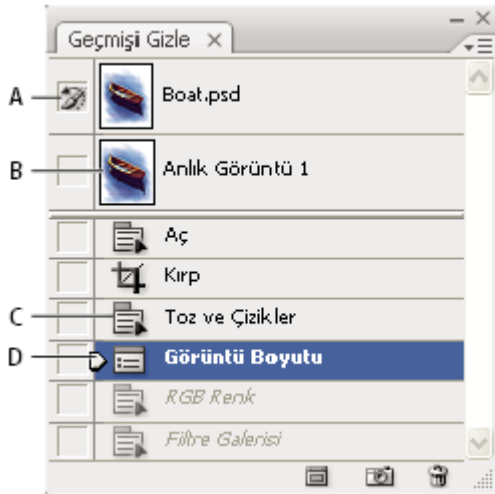 Geçmişi Gizle
A Boat.psd
B Anlık Görüntü 1
Aç
Kırp
C Toz ve Çizikler
D Görüntü Boyutu
RGB Renk
Filtre Galerisi